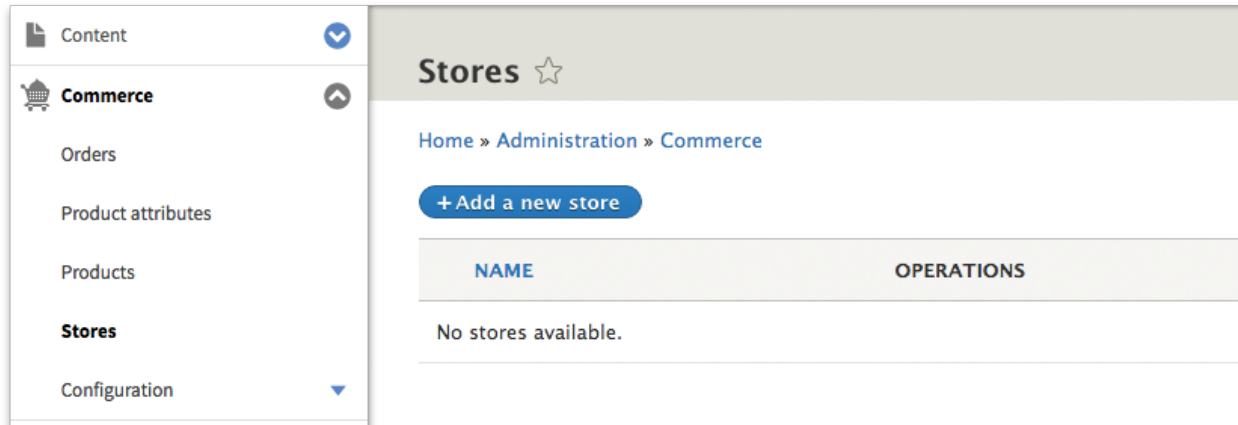 Content
Commerce
Orders
Product attributes
Products
Stores
Configuration
Stores
Home » Administration » Commerce
+ Add a new store
NAME OPERATIONS
No stores available.